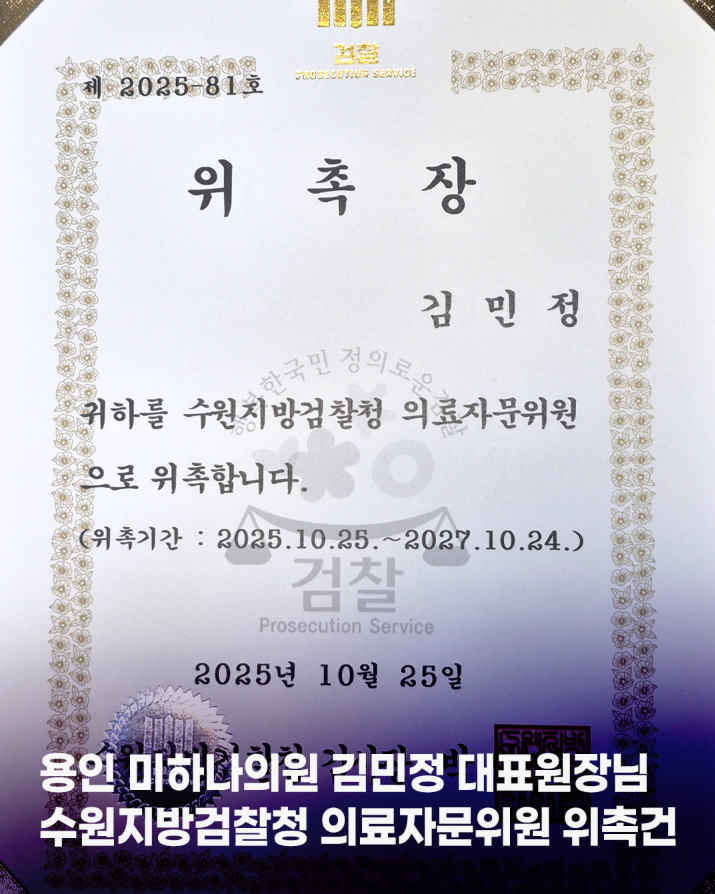 검찰
PROSECUTION SERVICE
제 2025-81호
위 촉 장
김 민 정
귀하를 수원지방검찰청 의료자문위원
으로 위촉합니다.
(위촉기간 : 2025.10.25.~2027.10.24.)
검찰
Prosecution Service
2025년 10월 25일
용인 미하나의원 김민정 대표원장님
수원지방검찰청 의료자문위원 위촉건